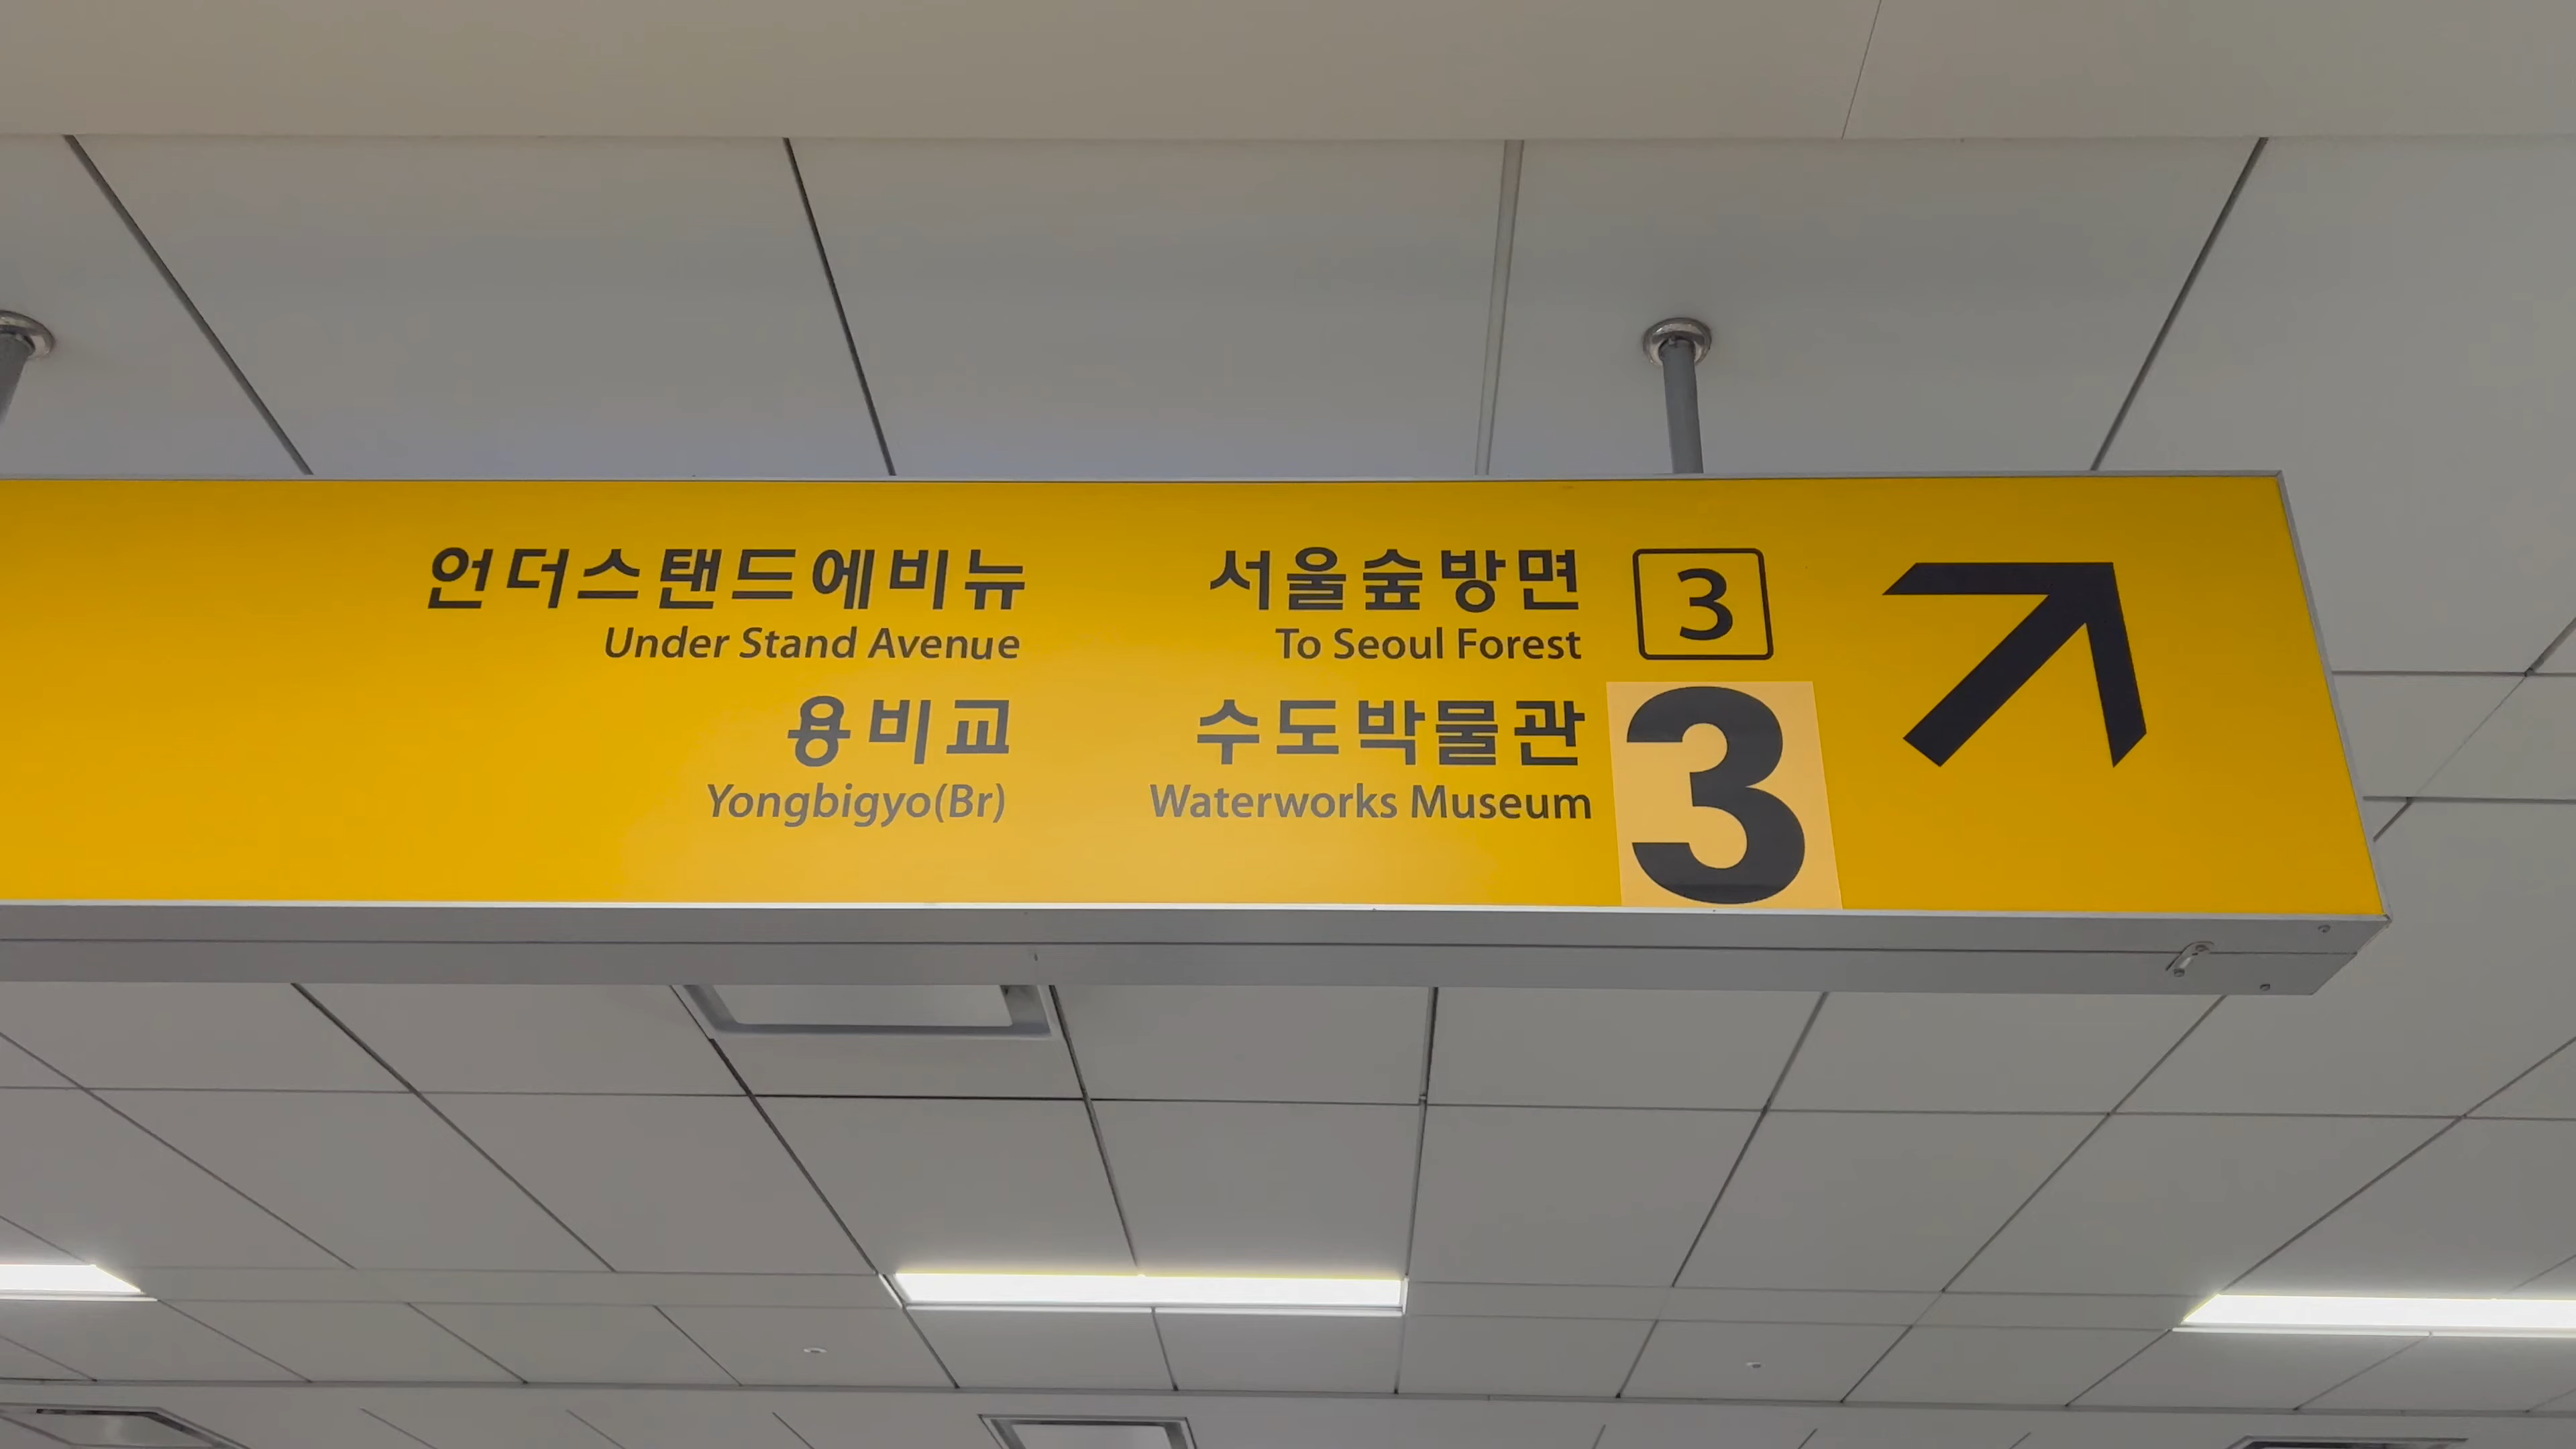 언더스탠드에비뉴
Under Stand Avenue
용비교
Yongbigyo(Br)
서울숲방면
To Seoul Forest
수도박물관
Waterworks Museum
3
3